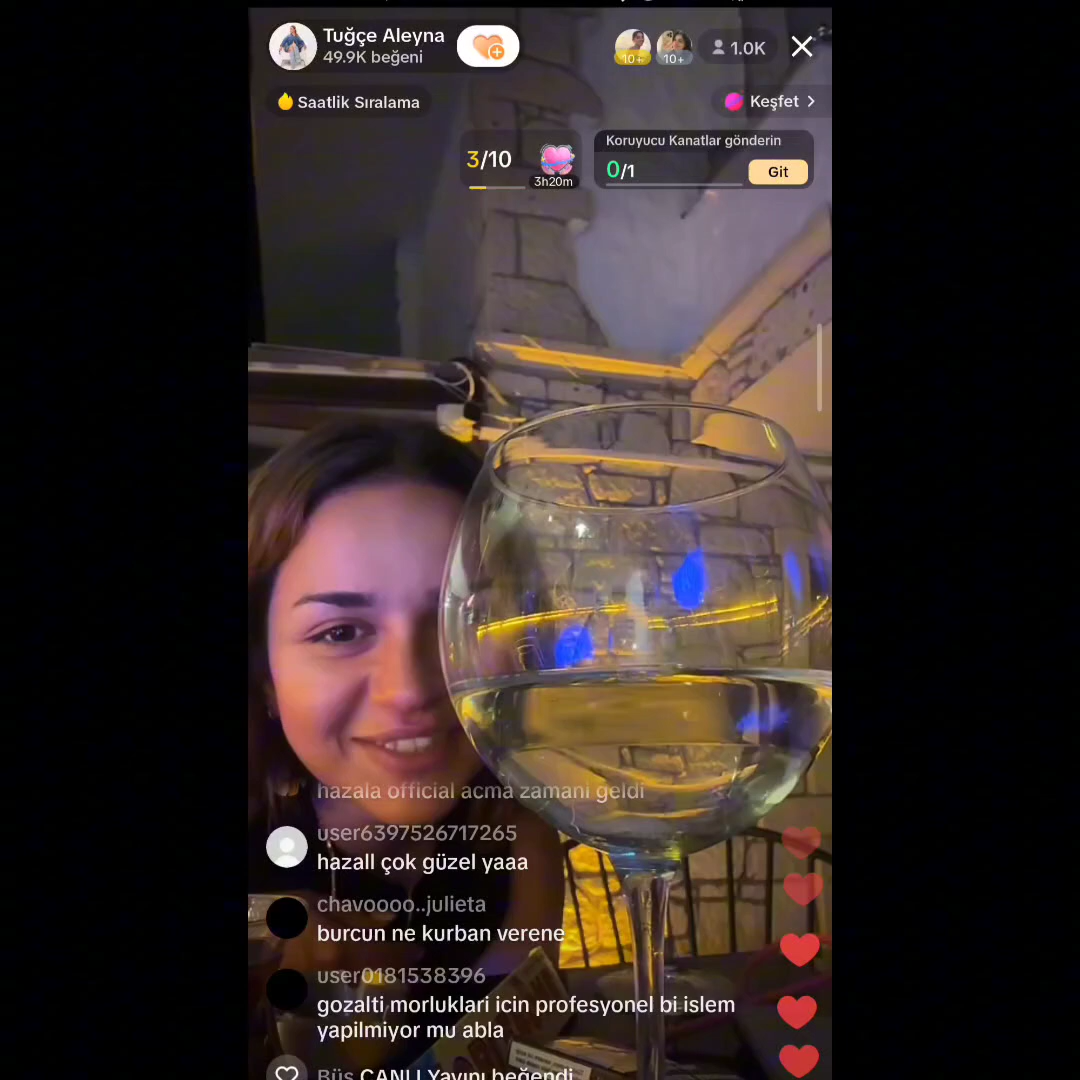 Tuğçe Aleyna
49.9K beğeni
10+
10+
1.0K
Saatlik Sıralama
Keşfet
3/10
3h20m
Koruyucu Kanatlar gönderin
0/1
Git
hazala official acma zamani geldi
user6397526717265
hazall çok güzel yaaa
chavoooo..julieta
burcun ne kurban verene
user0181538396
gozalti morluklari icin profesyonel bi islem
yapilmiyor mu abla
Büş CANLI Yayını beğendi